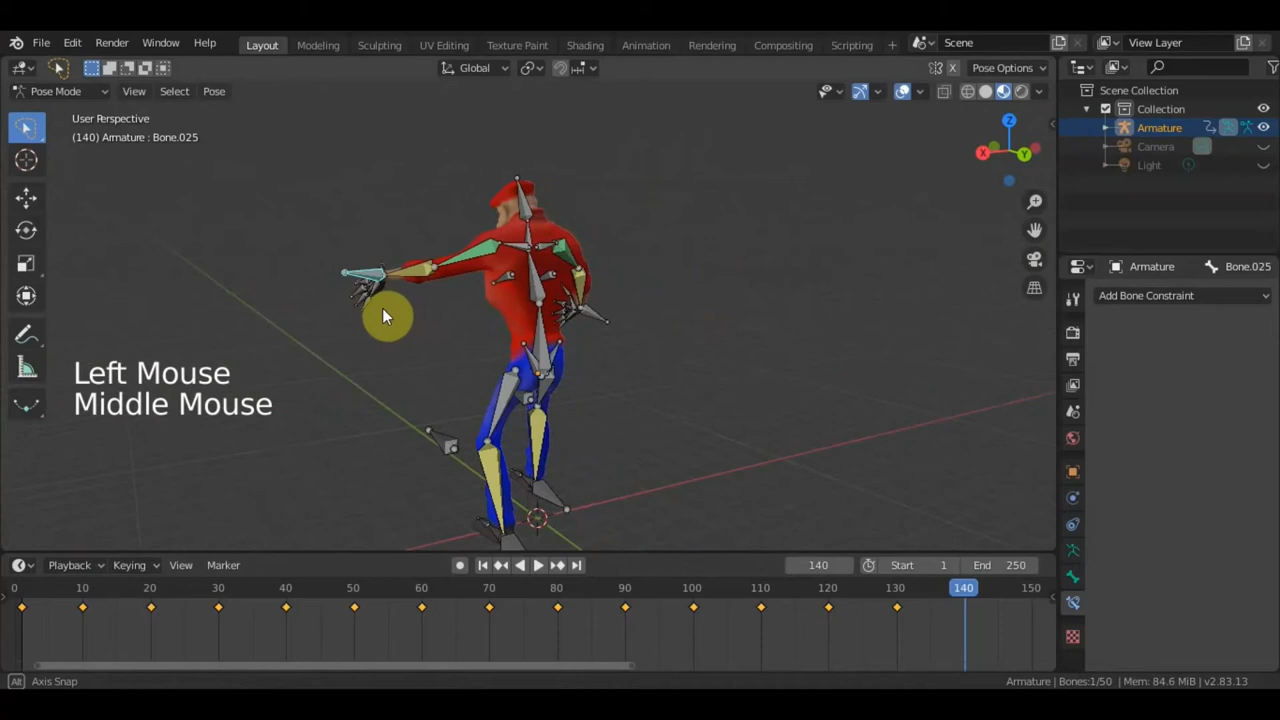 File Edit Render Window Help Layout Modeling Sculpting UV Editing Texture Paint Shading Animation Rendering Compositing Scripting + Scene View Layer
Global X Pose Options
Pose Mode View Select Pose
Scene Collection
User Perspective
(140) Armature : Bone.025
Collection
Armature
Camera
Light
Z
X
Y
Armature Bone.025
Add Bone Constraint
Left Mouse
Middle Mouse
Playback Keying View Marker 140 Start 1 End 250
0 10 20 30 40 50 60 70 80 90 100 110 120 130 140 150
Alt Axis Snap Armature | Bones:1/50 | Mem: 84.6 MiB | v2.83.13